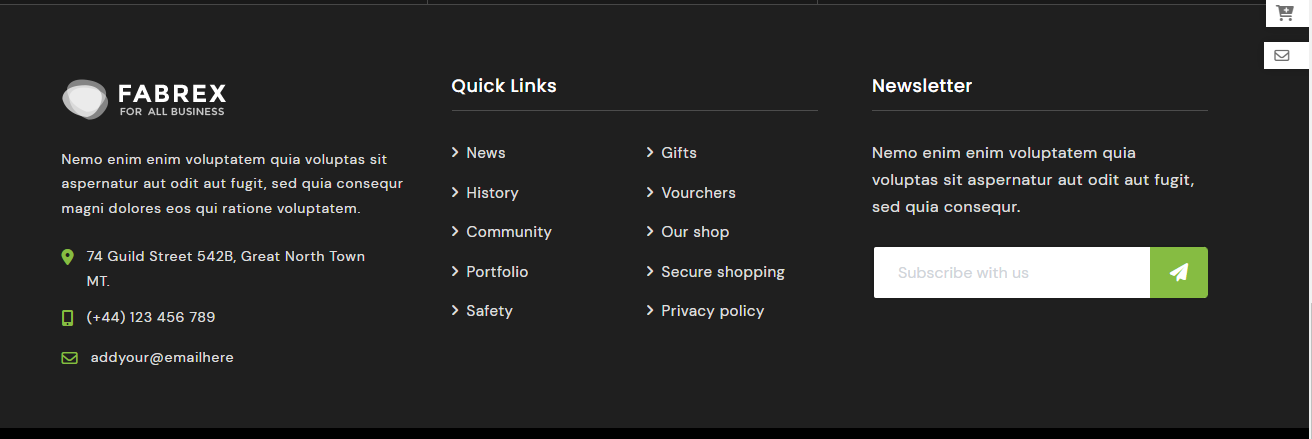 FABREX
FOR ALL BUSINESS
Nemo enim enim voluptatem quia voluptas sit
aspernatur aut odit aut fugit, sed quia consequr
magni dolores eos qui ratione voluptatem.
74 Guild Street 542B, Great North Town
MT.
(+44) 123 456 789
addyour@emailhere
Quick Links
News
History
Community
Portfolio
Safety
Gifts
Vourchers
Our shop
Secure shopping
Privacy policy
Newsletter
Nemo enim enim voluptatem quia
voluptas sit aspernatur aut odit aut fugit,
sed quia consequr.
Subscribe with us